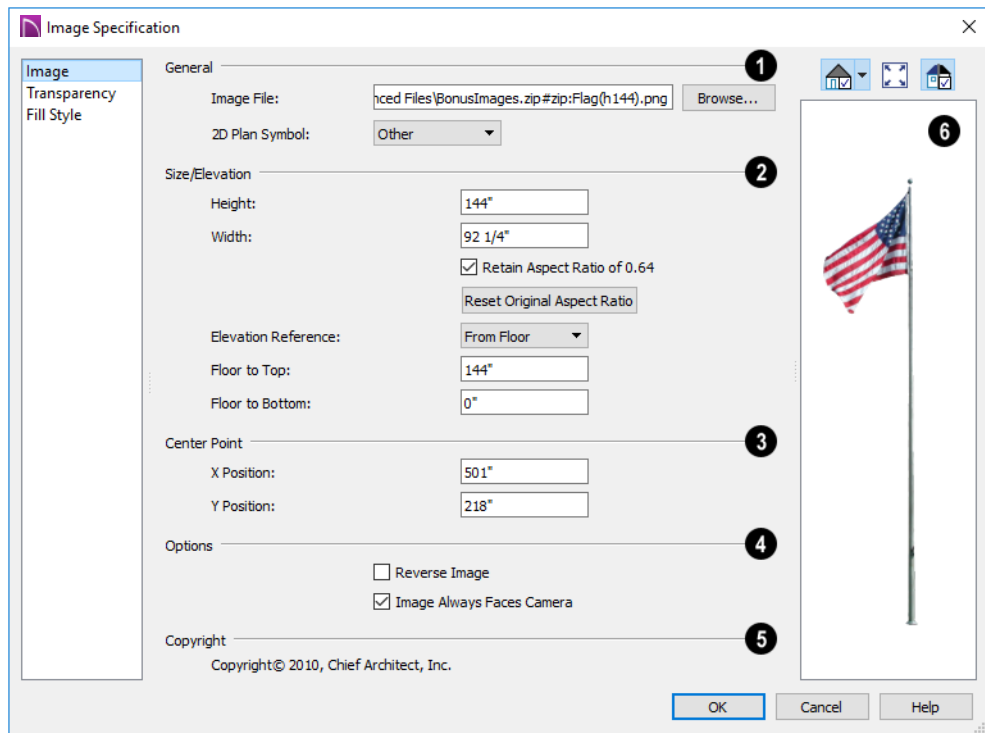 Image Specification
Image
Transparency
Fill Style
General
1
Image File:
nced Files\BonusImages.zip#zip:Flag(h144).png
Browse...
2D Plan Symbol:
Other
Size/Elevation
2
Height:
144"
Width:
92 1/4"
Retain Aspect Ratio of 0.64
Reset Original Aspect Ratio
Elevation Reference:
From Floor
Floor to Top:
144"
Floor to Bottom:
0"
Center Point
3
X Position:
501"
Y Position:
218"
Options
4
Reverse Image
Image Always Faces Camera
Copyright
5
Copyright© 2010, Chief Architect, Inc.
6
OK
Cancel
Help